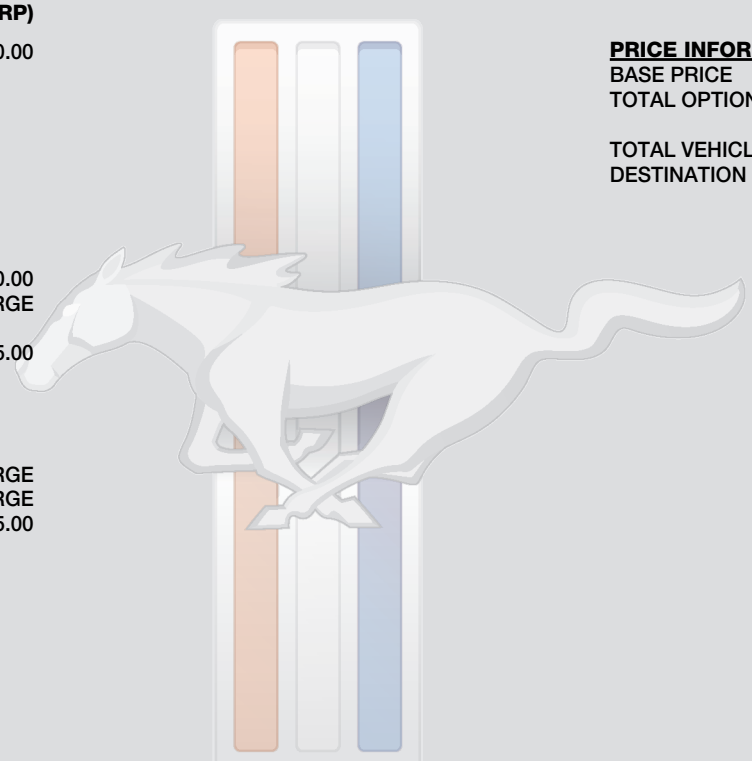 RP)
0.00
0.00
RGE
5.00
RGE
RGE
5.00
PRICE INFOR
BASE PRICE
TOTAL OPTION
TOTAL VEHICL
DESTINATION